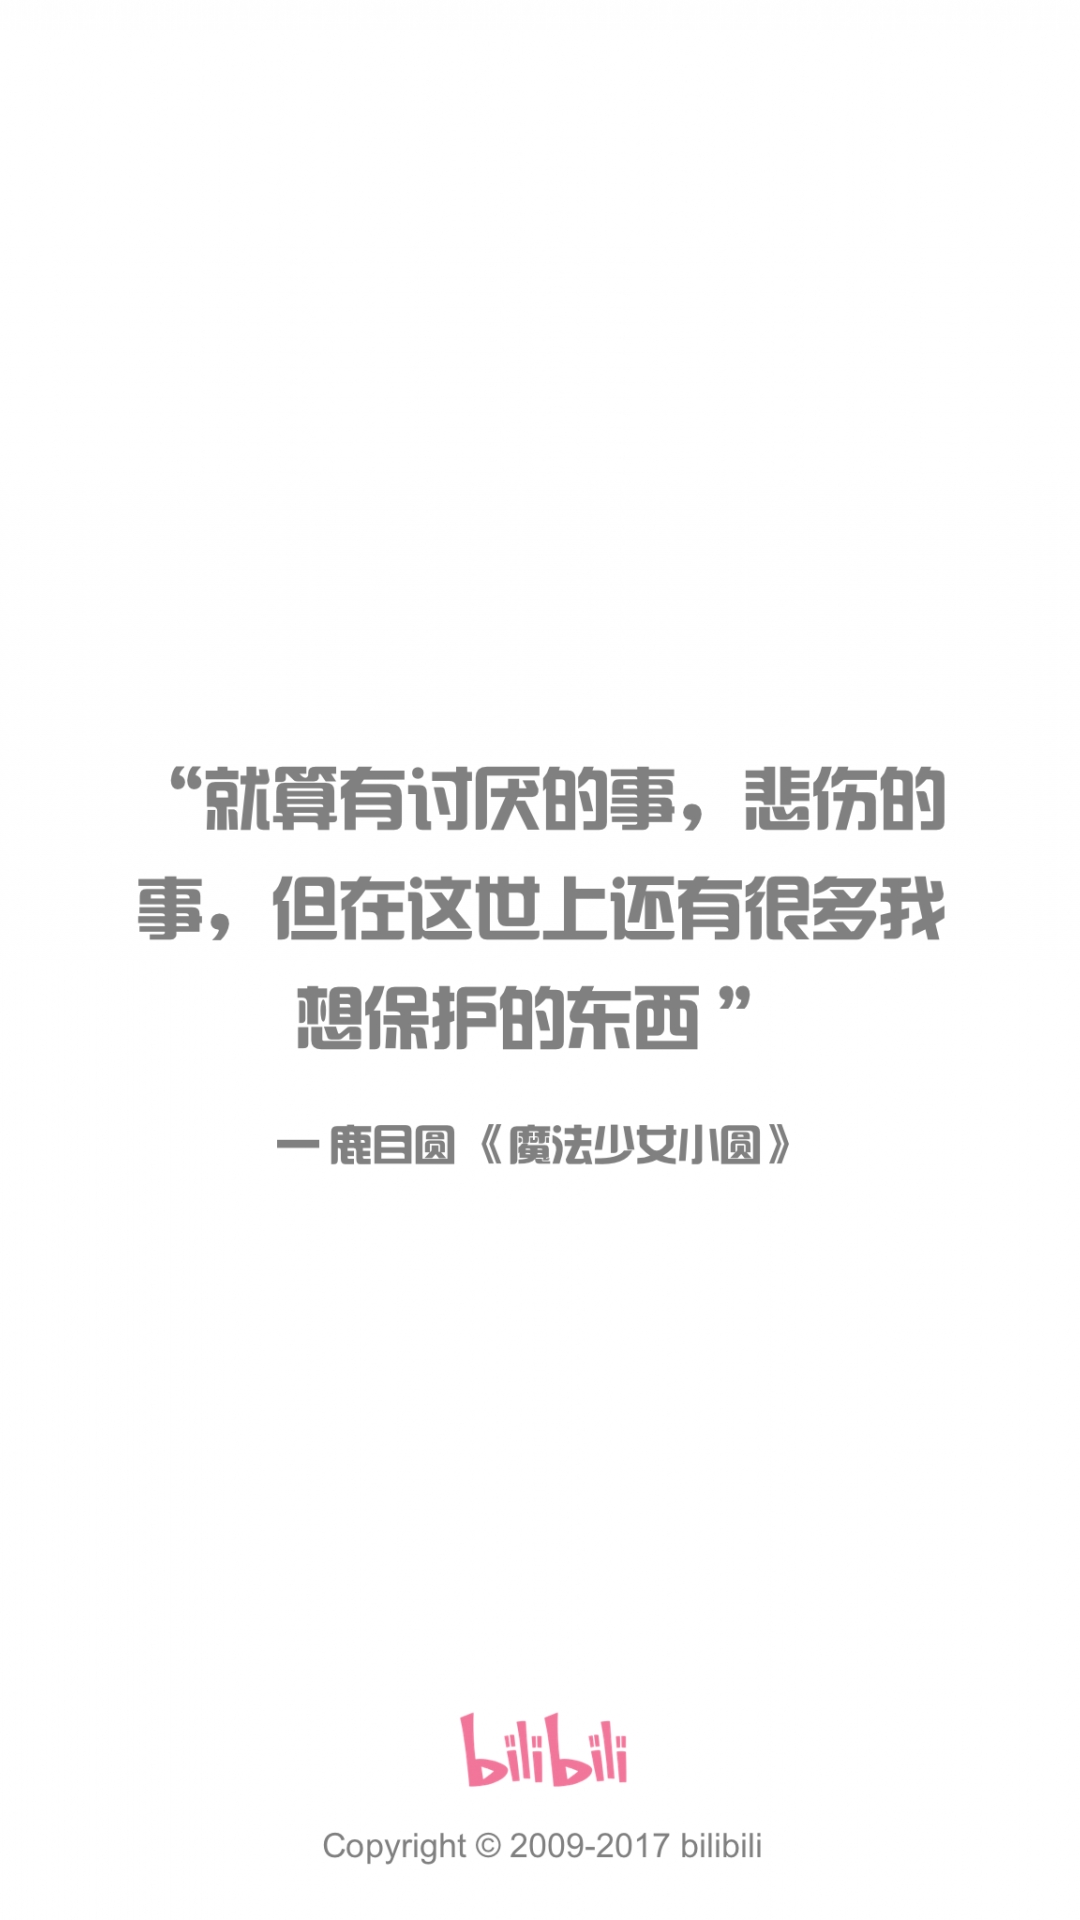 “就算有讨厌的事，悲伤的
事，但在这世上还有很多我
想保护的东西 ”
一 鹿目圆 《魔法少女小圆》
bilibili
Copyright © 2009-2017 bilibili